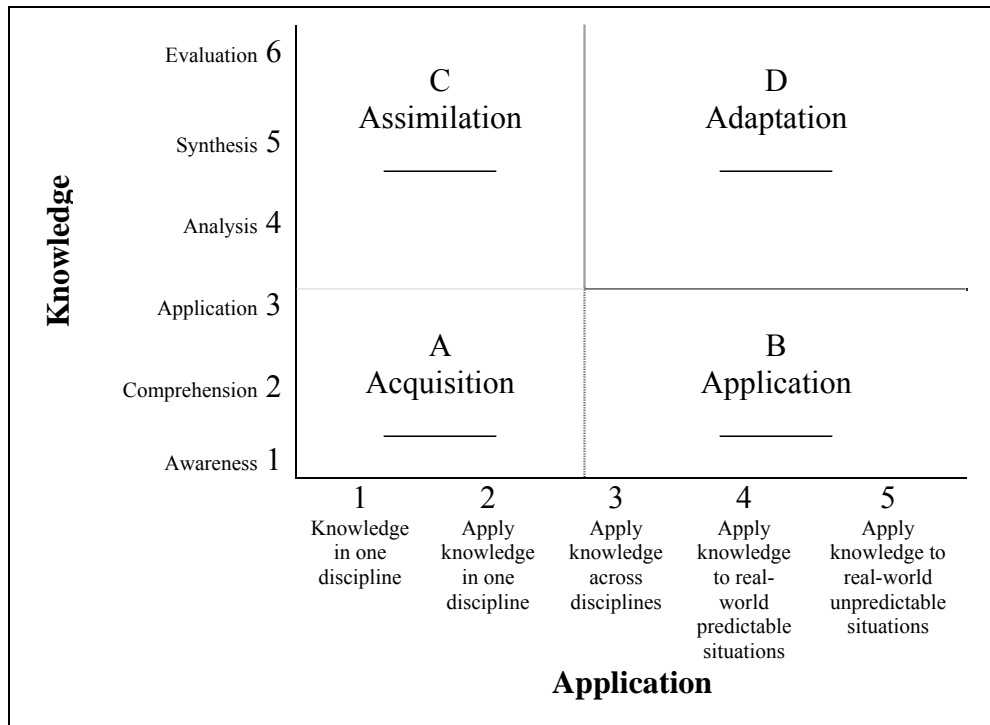 Evaluation 6
C
Assimilation
D
Adaptation
Synthesis 5
Knowledge
Analysis 4
Application 3
A
Acquisition
B
Application
Comprehension 2
Awareness 1
1
Knowledge
in one
discipline
2
Apply
knowledge
in one
discipline
3
Apply
knowledge
across
disciplines
4
Apply
knowledge
to real-
world
predictable
situations
5
Apply
knowledge to
real-world
unpredictable
situations
Application